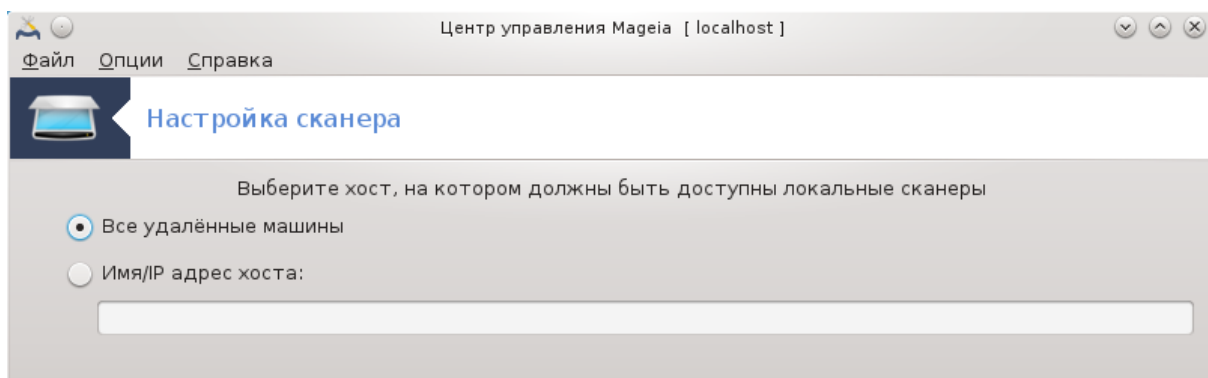 Центр управления Mageia [ localhost ]
Файл Опции Справка
Настройка сканера
Выберите хост, на котором должны быть доступны локальные сканеры
Все удалённые машины
Имя/IP адрес хоста: